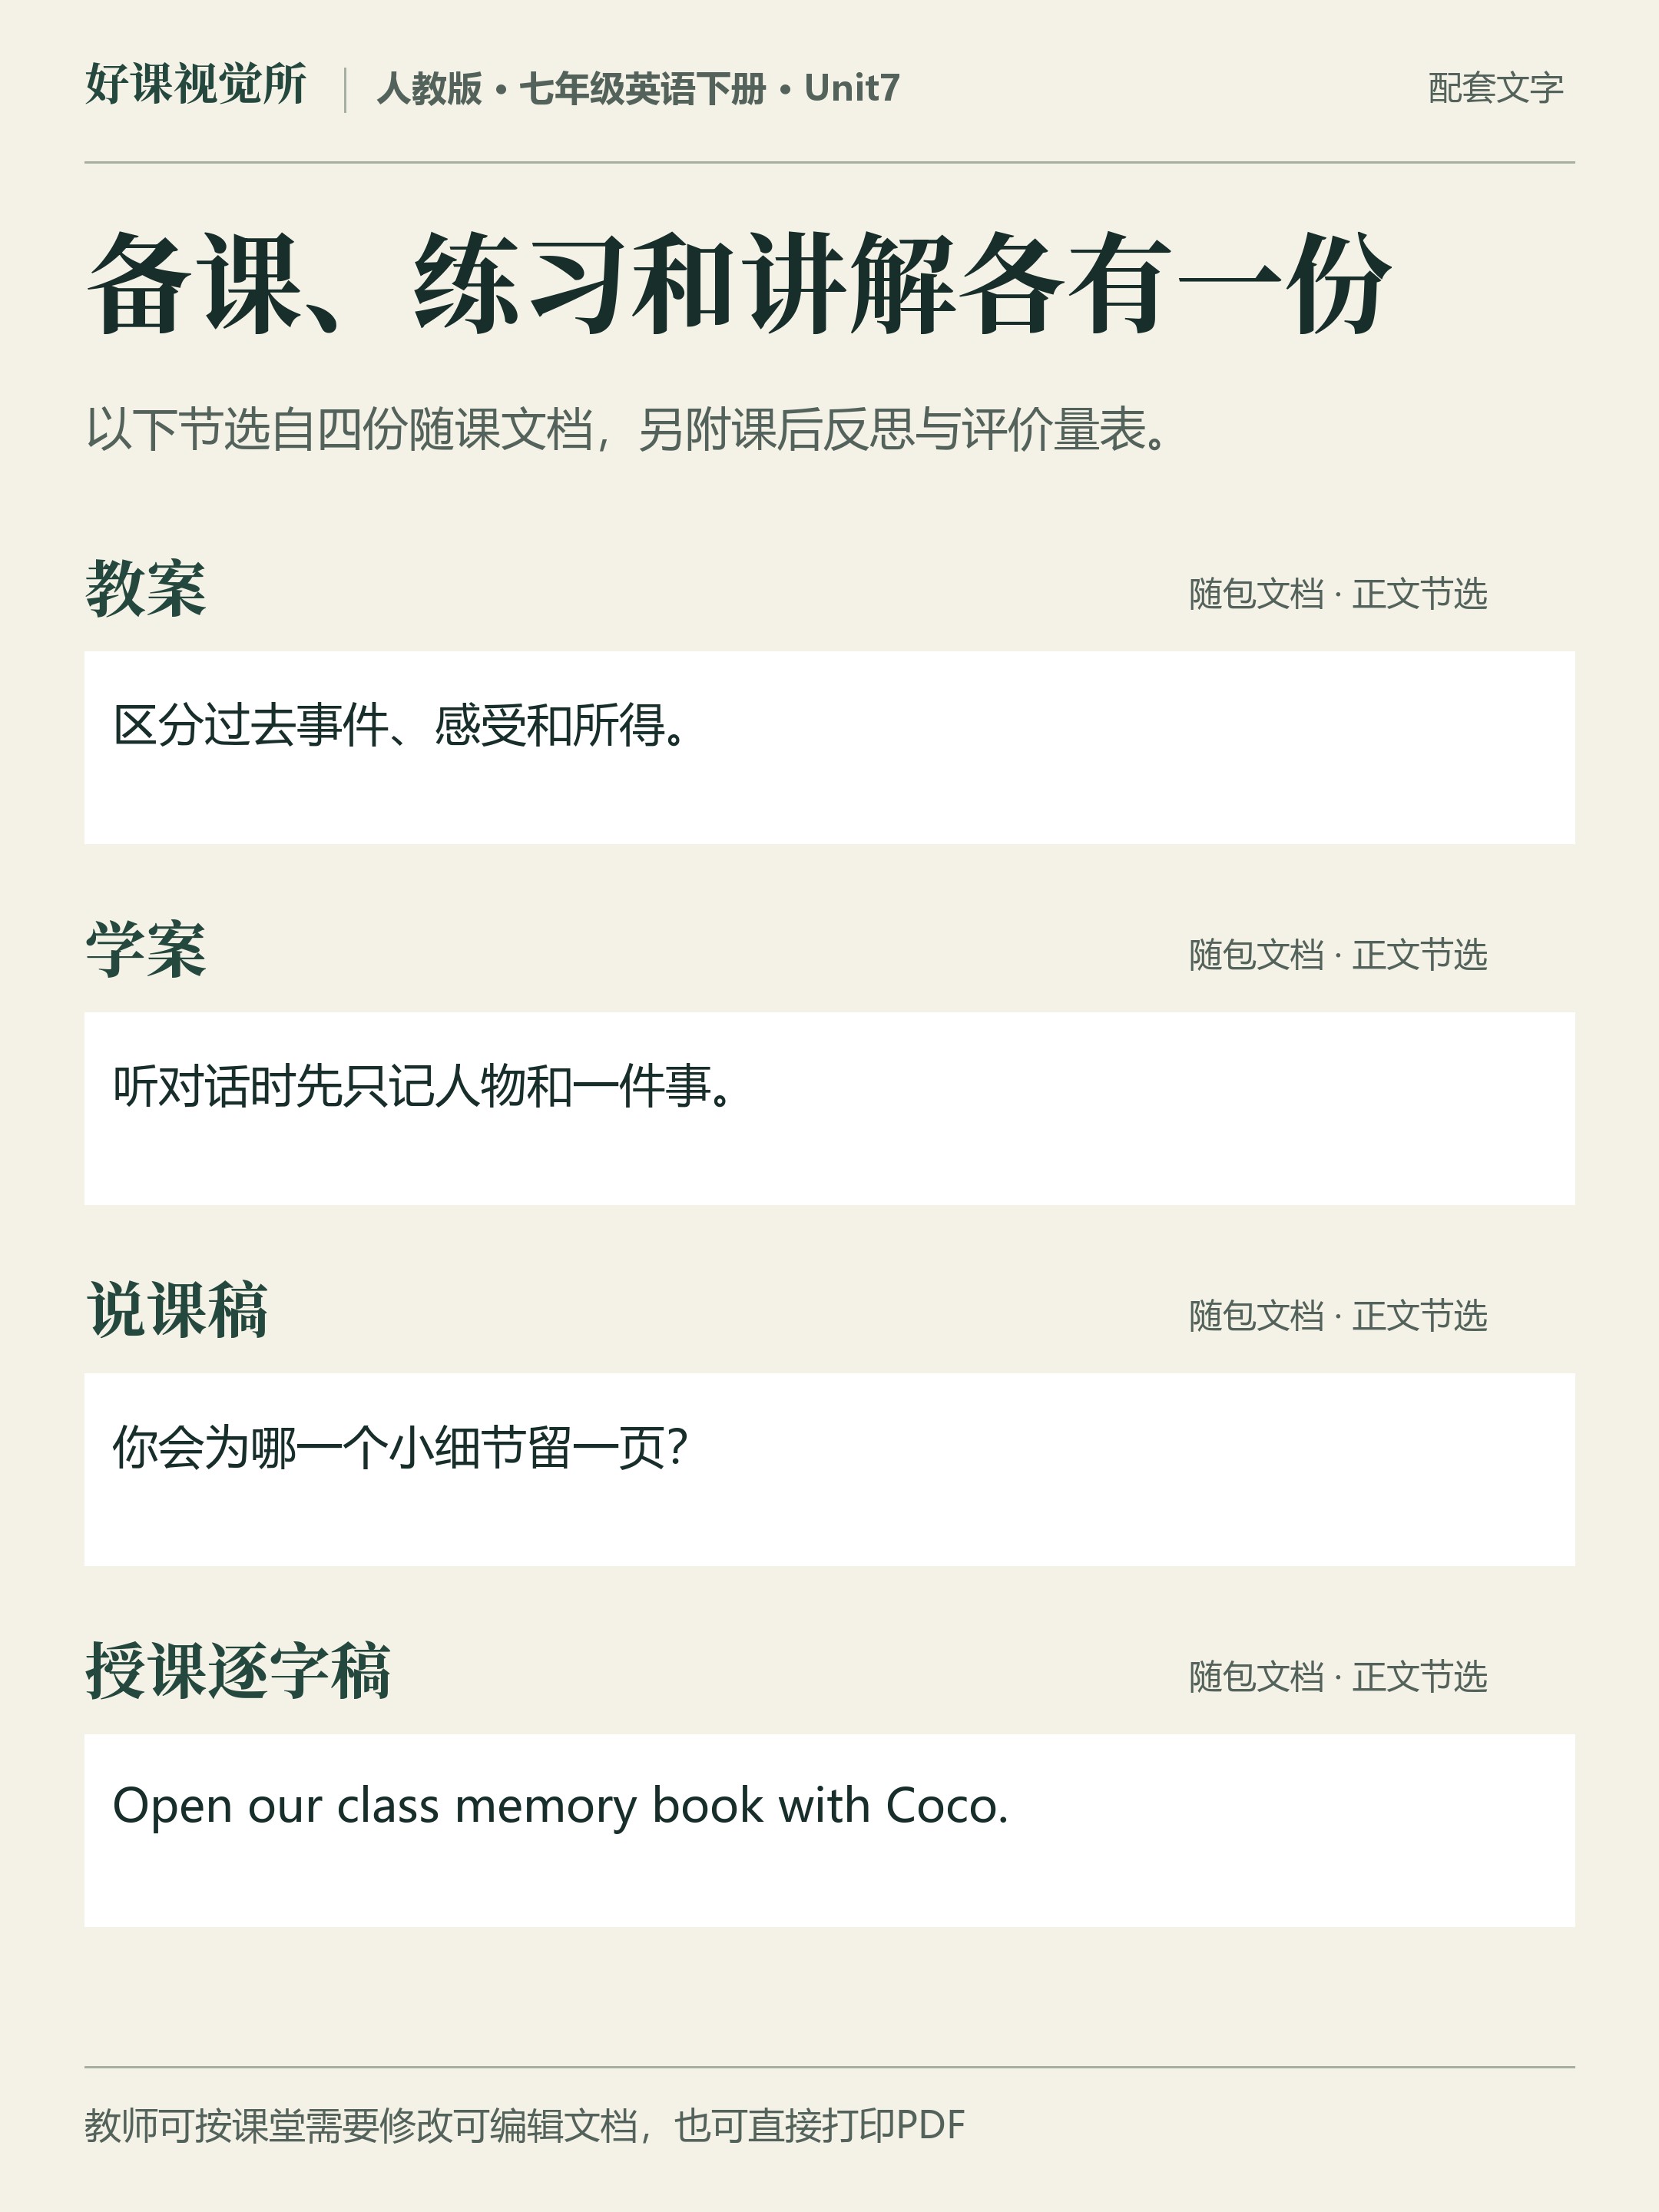 好课视觉所 | 人教版 • 七年级英语下册 • Unit7 配套文字
备课、练习和讲解各有一份
以下节选自四份随课文档，另附课后反思与评价量表。
教案 随包文档 · 正文节选
区分过去事件、感受和所得。
学案 随包文档 · 正文节选
听对话时先只记人物和一件事。
说课稿 随包文档 · 正文节选
你会为哪一个小细节留一页？
授课逐字稿 随包文档 · 正文节选
Open our class memory book with Coco.
教师可按课堂需要修改可编辑文档，也可直接打印PDF